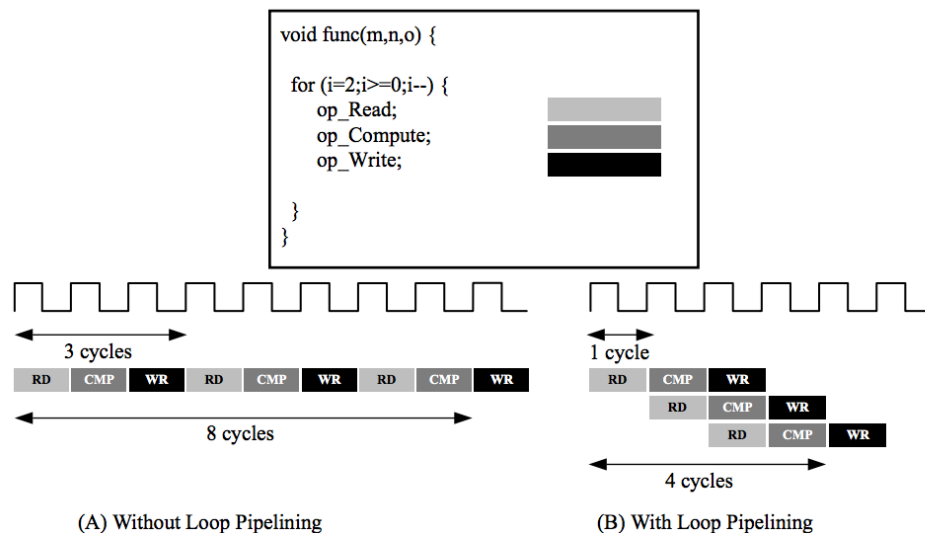 void func(m,n,o) {
for (i=2;i>=0;i--) {
op_Read;
op_Compute;
op_Write;
}
}
3 cycles
RD CMP WR RD CMP WR RD CMP WR
8 cycles
(A) Without Loop Pipelining
1 cycle
RD CMP WR
RD CMP WR
RD CMP WR
4 cycles
(B) With Loop Pipelining